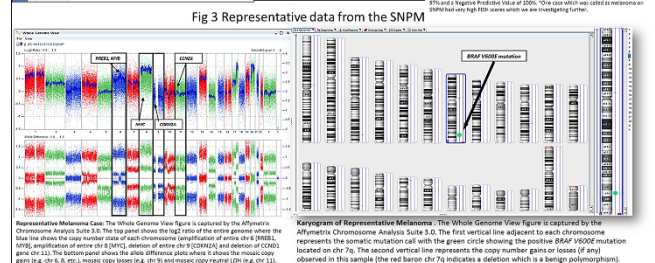 97% and a Negative Predictive Value of 100%. *One case which was called as melanoma on
SNPM had very high FISH scores which we are investigating further.
Fig 3 Representative data from the SNPM
Whole Genome View
RREB1, MYB
CCND1
MYC
CDKN2A
BRAF V600E mutation
Representative Melanoma Case: The Whole Genome View figure is captured by the Affymetrix
Chromosome Analysis Suite 3.0. The top panel shows the log2 ratio of the entire genome where the
blue line shows the copy number state of each chromosome (amplification of entire chr 6 [RREB1,
MYB], amplification of entire chr 8 [MYC], deletion of entire chr 9 [CDKN2A] and deletion of CCND1
gene chr 11). The bottom panel shows the allele difference plots where it shows the mosaic copy
gains (e.g. chr 6, 8, etc.), mosaic copy losses (e.g. chr 9) and mosaic copy neutral LOH (e.g. chr 11).
Karyogram of Representative Melanoma . The Whole Genome View figure is captured by the
Affymetrix Chromosome Analysis Suite 3.0. The first vertical line adjacent to each chromosome
represents the somatic mutation call with the green circle showing the positive BRAF V600E mutation
located on chr 7q. The second vertical line represents the copy number gains or losses (if any)
observed in this sample (the red baron chr 7q indicates a deletion which is a benign polymorphism).